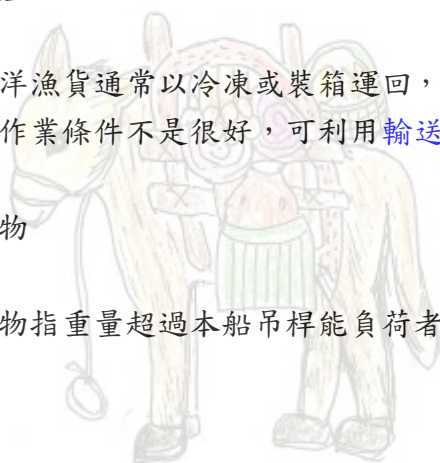 洋漁貨通常以冷凍或裝箱運回，
作業條件不是很好，可利用輸送
物
物指重量超過本船吊桿能負荷者